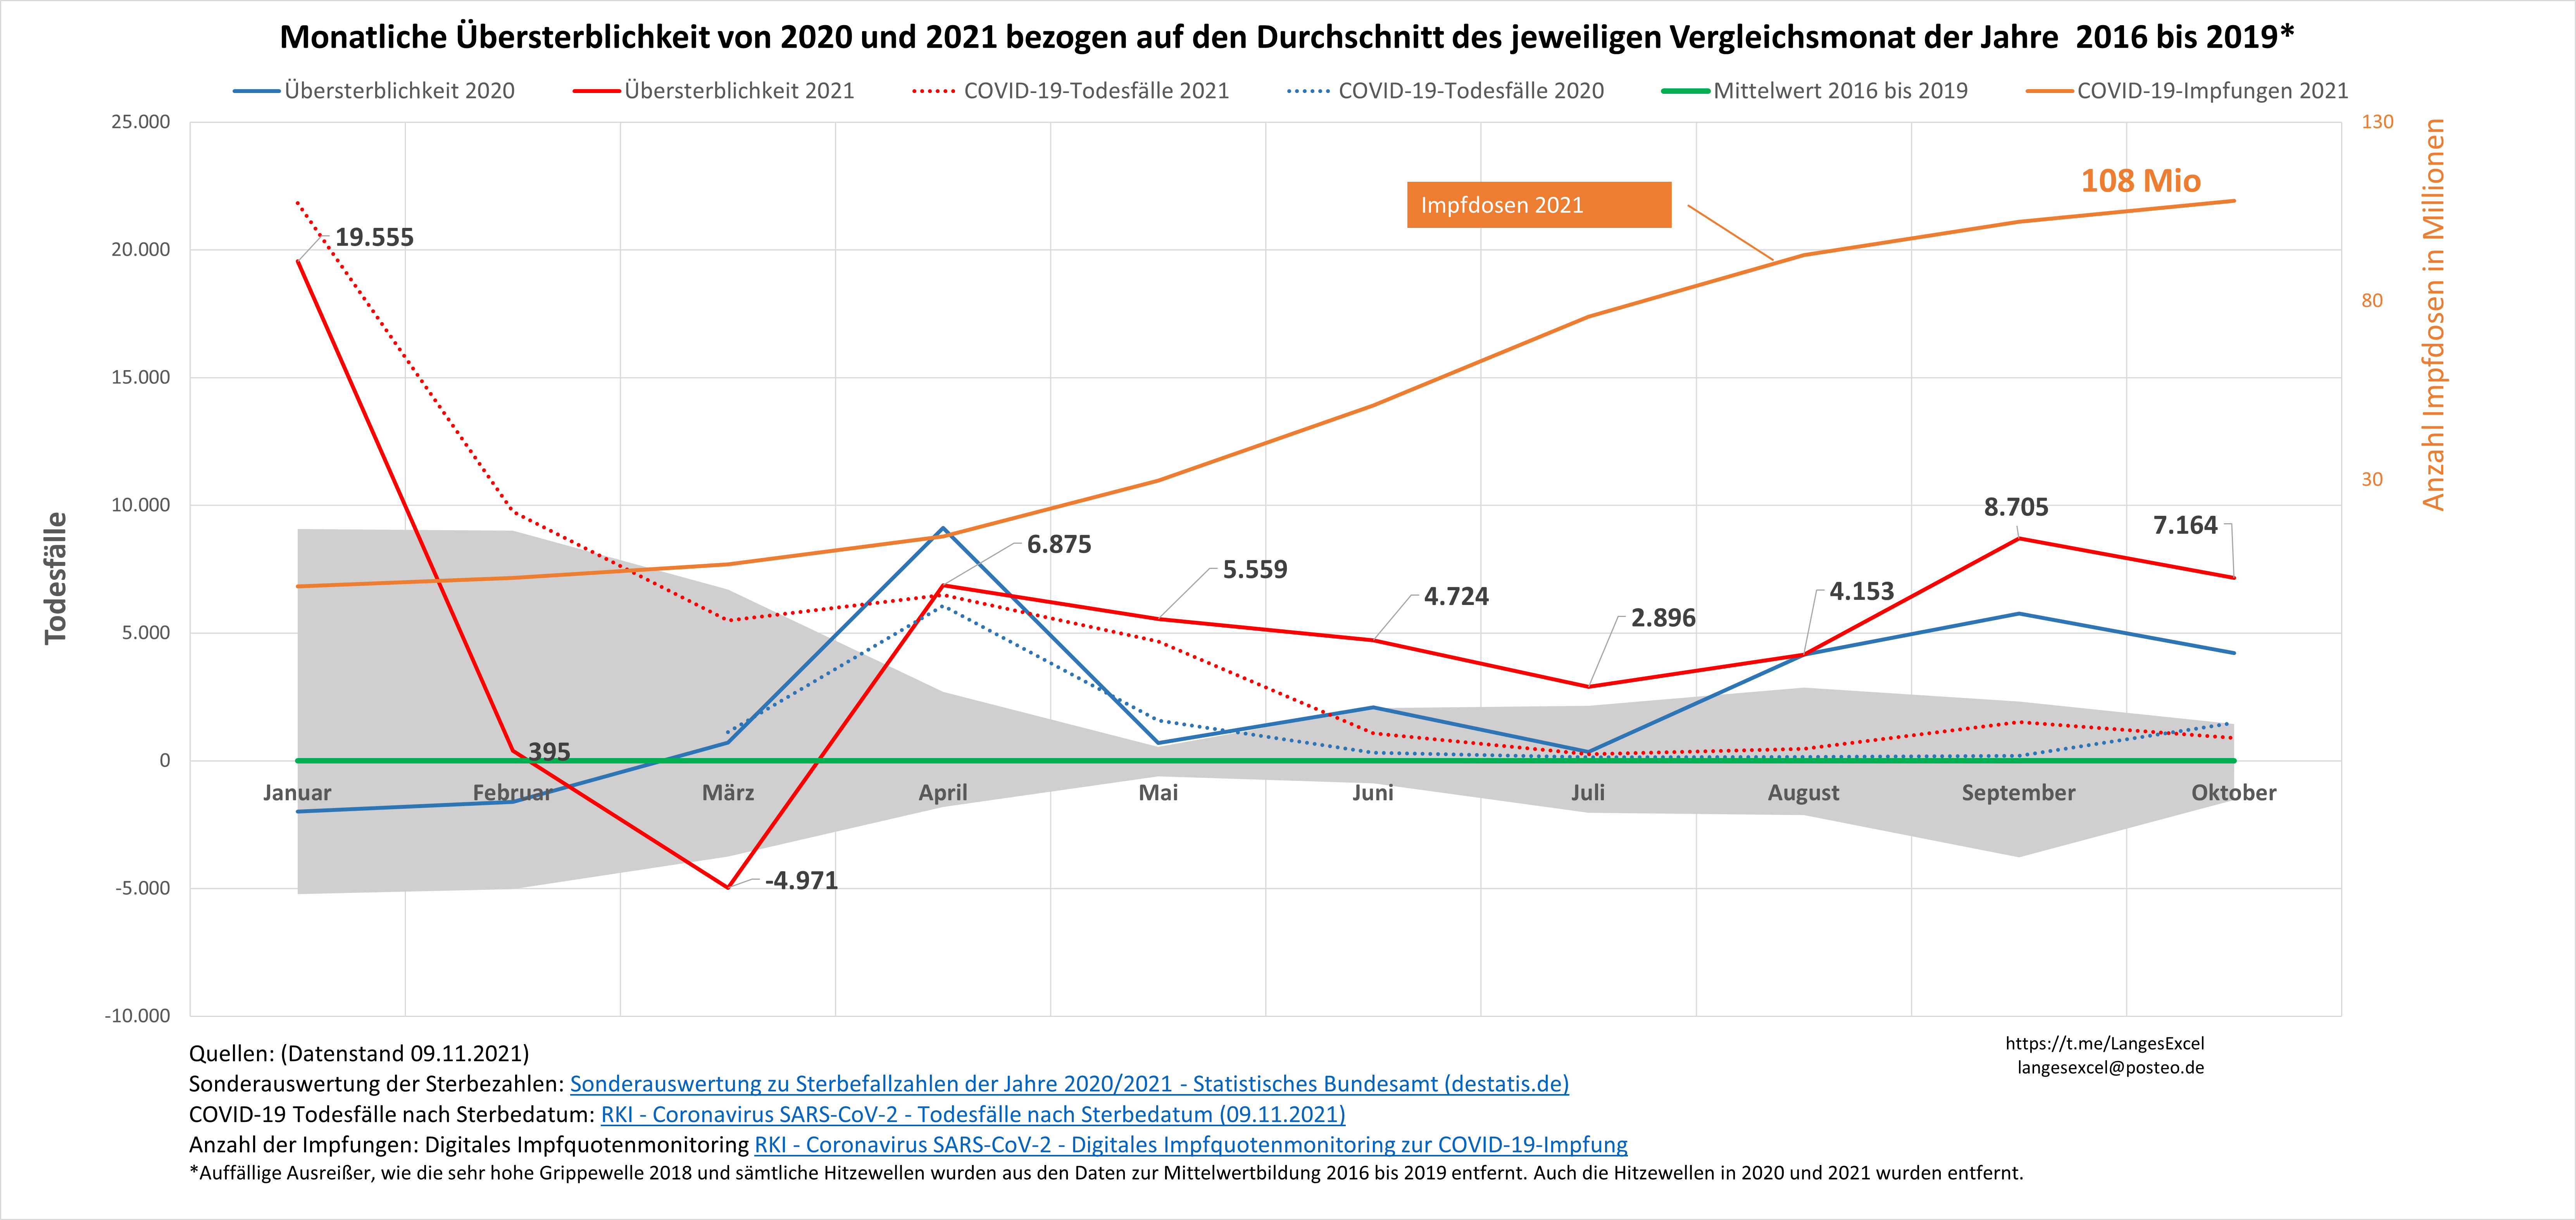 Monatliche Übersterblichkeit von 2020 und 2021 bezogen auf den Durchschnitt des jeweiligen Vergleichsmonat der Jahre 2016 bis 2019*
Übersterblichkeit 2020 Übersterblichkeit 2021 COVID-19-Todesfälle 2021 COVID-19-Todesfälle 2020 Mittelwert 2016 bis 2019 COVID-19-Impfungen 2021
25.000
20.000
15.000
10.000
5.000
0
-5.000
-10.000
Todesfälle
130
80
30
Anzahl Impfdosen in Millionen
Impfdosen 2021
108 Mio
19.555
395
-4.971
6.875
5.559
4.724
2.896
4.153
8.705
7.164
Januar Februar März April Mai Juni Juli August September Oktober
https://t.me/LangesExcel
langesexcel@posteo.de
Quellen: (Datenstand 09.11.2021)
Sonderauswertung der Sterbezahlen: Sonderauswertung zu Sterbefallzahlen der Jahre 2020/2021 - Statistisches Bundesamt (destatis.de)
COVID-19 Todesfälle nach Sterbedatum: RKI - Coronavirus SARS-CoV-2 - Todesfälle nach Sterbedatum (09.11.2021)
Anzahl der Impfungen: Digitales Impfquotenmonitoring RKI - Coronavirus SARS-CoV-2 - Digitales Impfquotenmonitoring zur COVID-19-Impfung
*Auffällige Ausreißer, wie die sehr hohe Grippewelle 2018 und sämtliche Hitzewellen wurden aus den Daten zur Mittelwertbildung 2016 bis 2019 entfernt. Auch die Hitzewellen in 2020 und 2021 wurden entfernt.